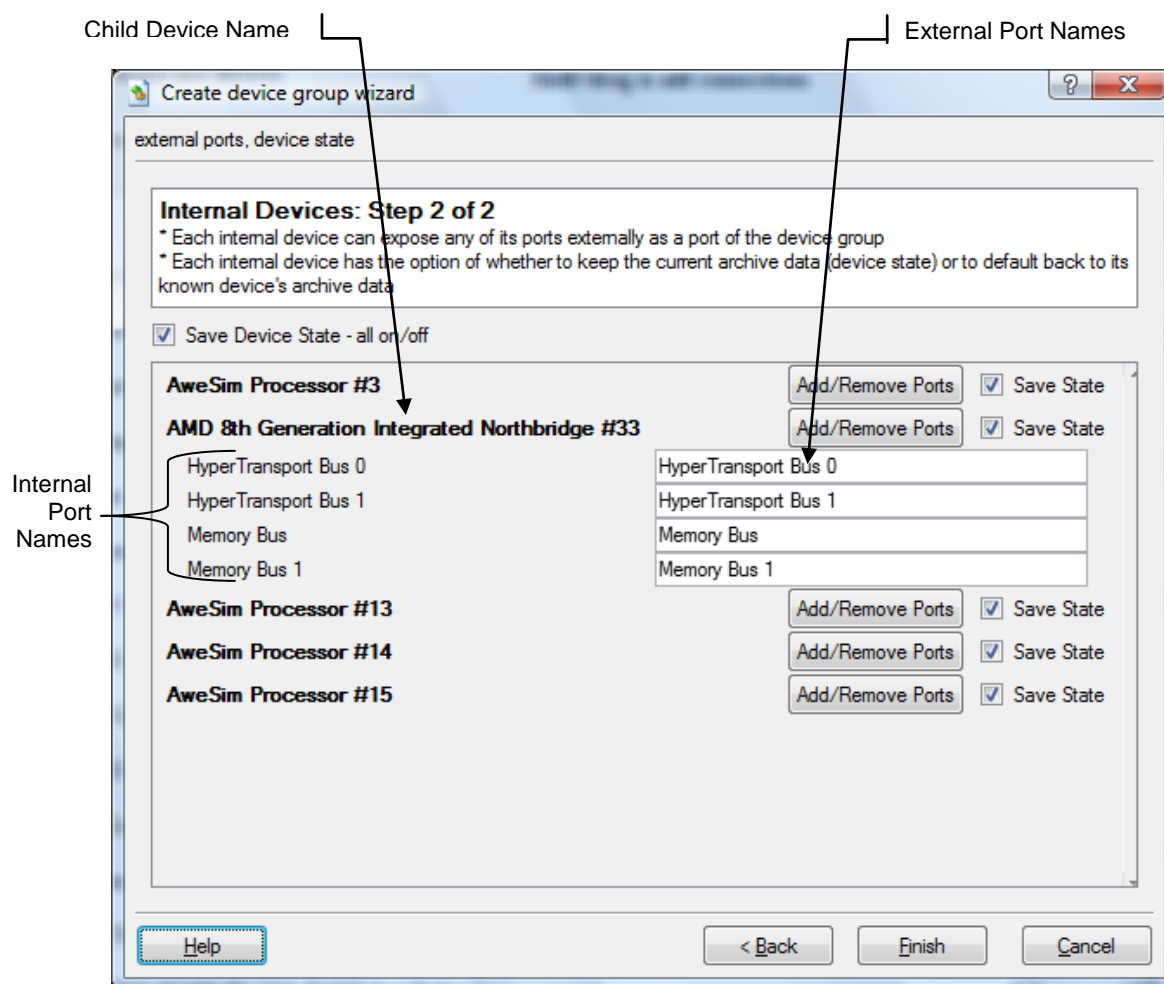 Child Device Name
External Port Names
Create device group wizard
external ports, device state
Internal Devices: Step 2 of 2
* Each internal device can expose any of its ports externally as a port of the device group
* Each internal device has the option of whether to keep the current archive data (device state) or to default back to its
known device's archive data
Save Device State - all on/off
AweSim Processor #3 Add/Remove Ports Save State
AMD 8th Generation Integrated Northbridge #33 Add/Remove Ports Save State
Internal
Port
Names
HyperTransport Bus 0 HyperTransport Bus 0
HyperTransport Bus 1 HyperTransport Bus 1
Memory Bus Memory Bus
Memory Bus 1 Memory Bus 1
AweSim Processor #13 Add/Remove Ports Save State
AweSim Processor #14 Add/Remove Ports Save State
AweSim Processor #15 Add/Remove Ports Save State
Help < Back Finish Cancel